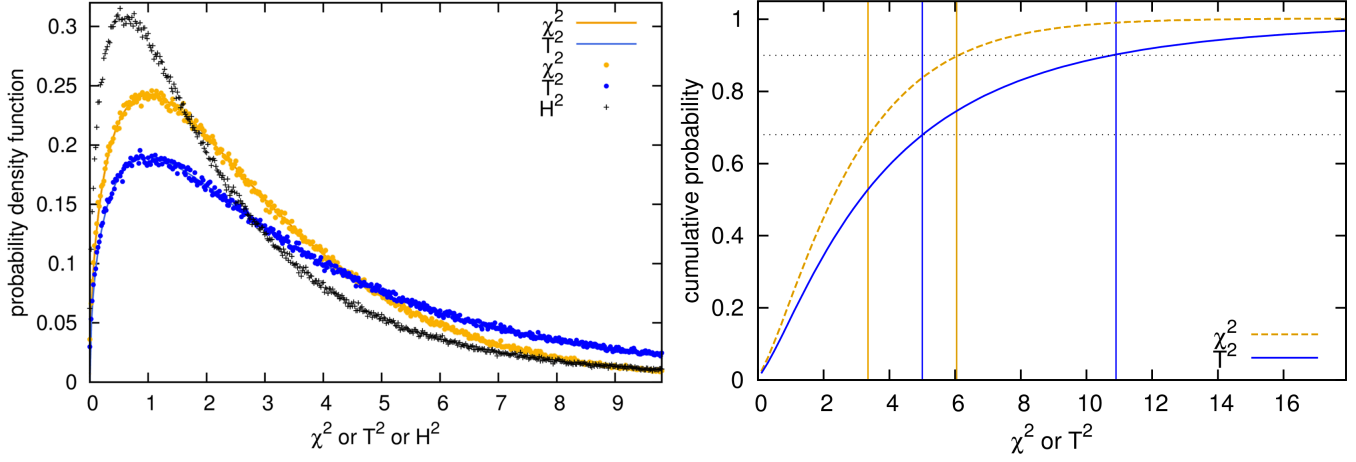 probability density function
0.3
0.25
0.2
0.15
0.1
0.05
0
χ²
T²
χ²
T²
H²
0 1 2 3 4 5 6 7 8 9
χ² or T² or H²
cumulative probability
1
0.8
0.6
0.4
0.2
0
χ²
T²
0 2 4 6 8 10 12 14 16
χ² or T²